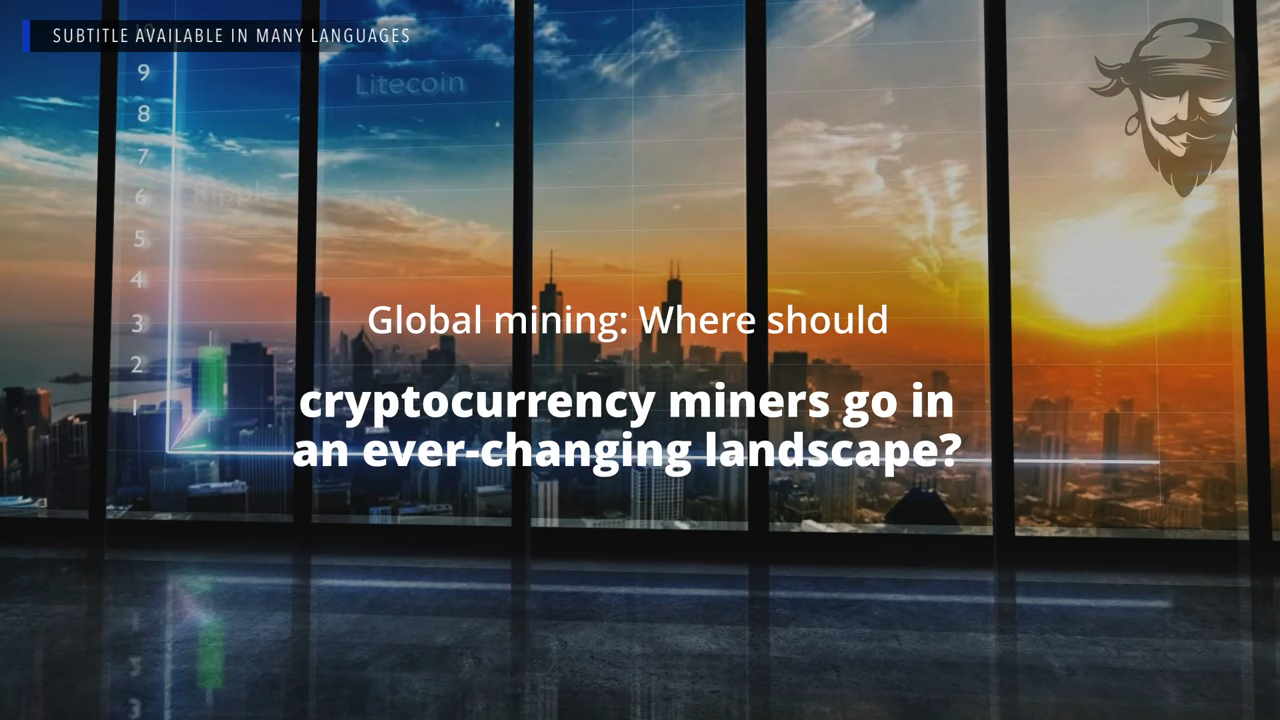 SUBTITLE AVAILABLE IN MANY LANGUAGES
9
8
Litecoin
7
6
Ripple
5
4
3
2
1
Global mining: Where should
cryptocurrency miners go in
an ever-changing landscape?